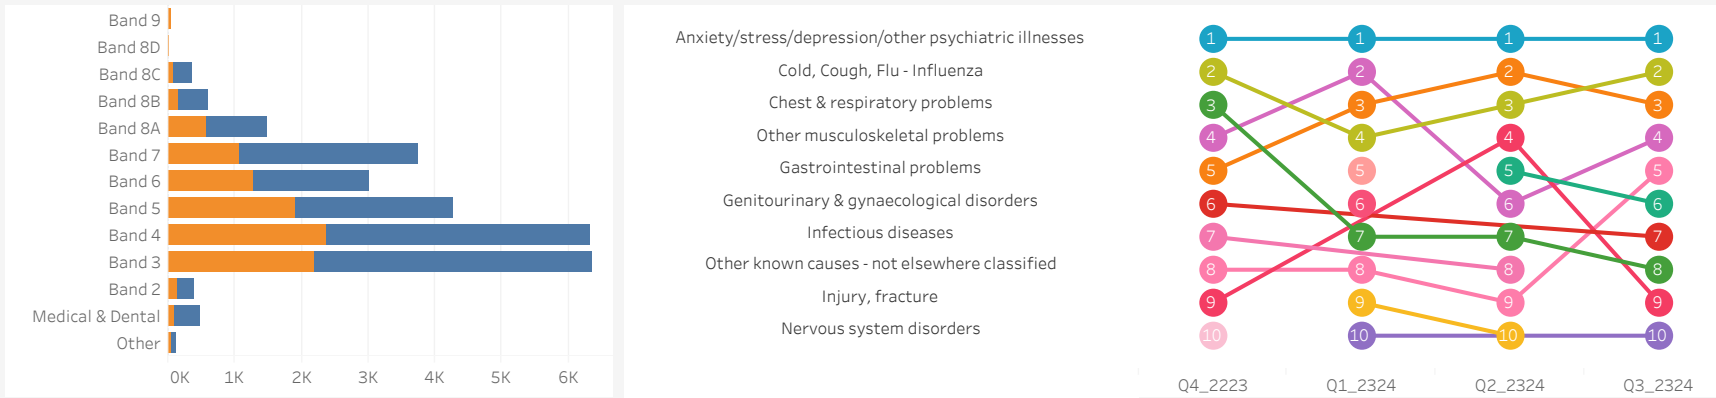 Band 9
Band 8D
Band 8C
Band 8B
Band 8A
Band 7
Band 6
Band 5
Band 4
Band 3
Band 2
Medical & Dental
Other
0K 1K 2K 3K 4K 5K 6K
Anxiety/stress/depression/other psychiatric illnesses 1 1 1 1
Cold, Cough, Flu - Influenza 2 2 2 2
Chest & respiratory problems 3 3 3 3
Other musculoskeletal problems 4 4 4 4
Gastrointestinal problems 5 5 5 5
Genitourinary & gynaecological disorders 6 6 6 6
Infectious diseases 7 7 7 7
Other known causes - not elsewhere classified 8 8 8 8
Injury, fracture 9 9 9 9
Nervous system disorders 10 10 10 10
Q4_2223 Q1_2324 Q2_2324 Q3_2324